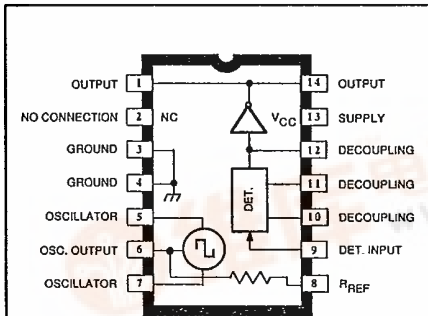 OUTPUT 1 14 OUTPUT
NO CONNECTION 2 NC VCC 13 SUPPLY
GROUND 3 12 DECOUPLING
GROUND 4 DET. 11 DECOUPLING
OSCILLATOR 5 10 DECOUPLING
OSC. OUTPUT 6 9 DET. INPUT
OSCILLATOR 7 8 RREF